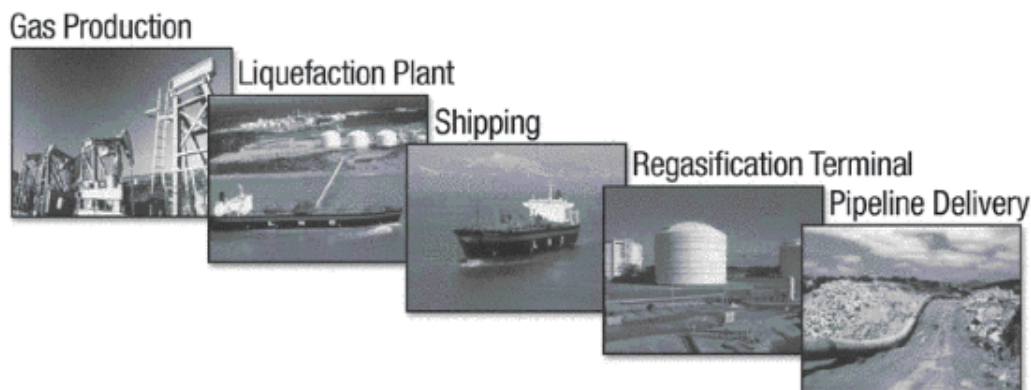 Gas Production
Liquefaction Plant
Shipping
Regasification Terminal
Pipeline Delivery